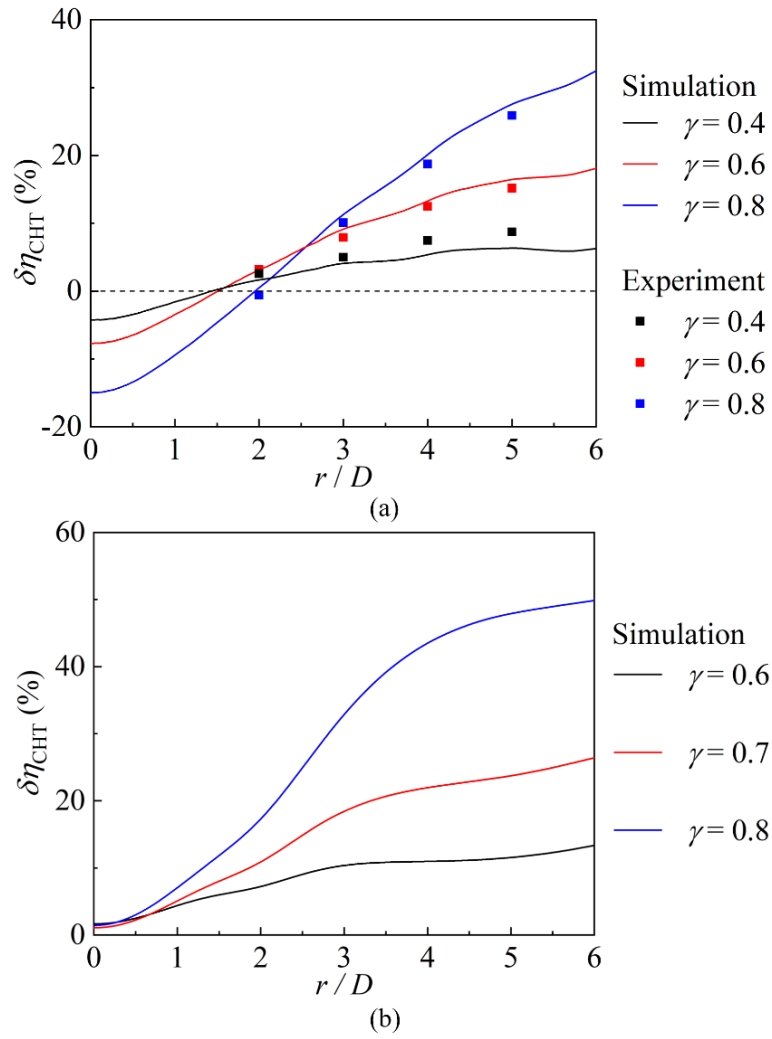 40
20
0
-20
δη_CHT (%)
0 1 2 3 4 5 6
r / D
(a)
Simulation
γ = 0.4
γ = 0.6
γ = 0.8
Experiment
γ = 0.4
γ = 0.6
γ = 0.8
60
40
20
0
δη_CHT (%)
0 1 2 3 4 5 6
r / D
(b)
Simulation
γ = 0.6
γ = 0.7
γ = 0.8